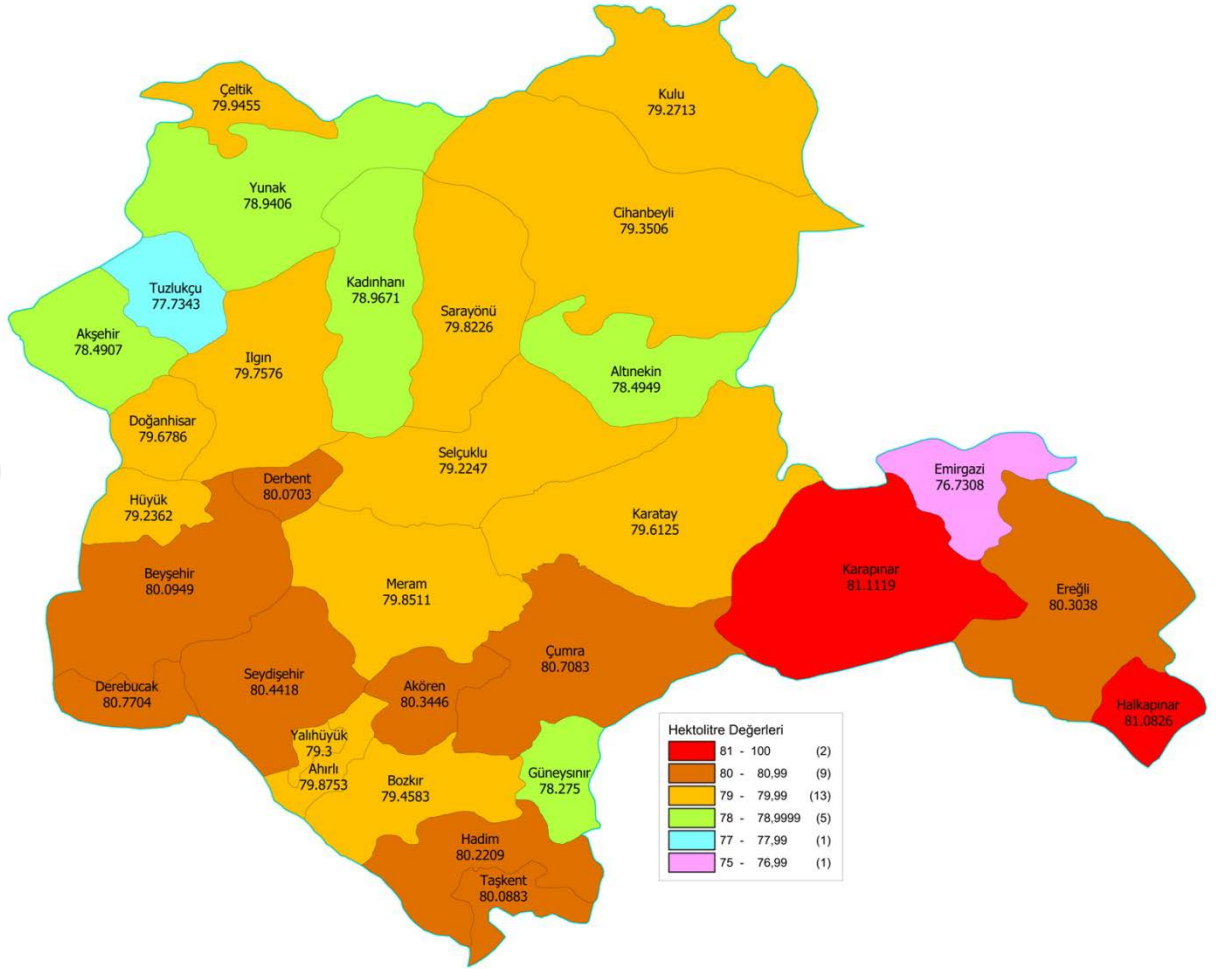 Çeltik
79.9455
Kulu
79.2713
Yunak
78.9406
Cihanbeyli
79.3506
Tuzlukçu
77.7343
Kadınhanı
78.9671
Sarayönü
79.8226
Akşehir
78.4907
Ilgın
79.7576
Altınekin
78.4949
Doğanhisar
79.6786
Selçuklu
79.2247
Derbent
80.0703
Emirgazi
76.7308
Hüyük
79.2362
Karatay
79.6125
Beyşehir
80.0949
Meram
79.8511
Karapınar
81.1119
Ereğli
80.3038
Çumra
80.7083
Seydişehir
80.4418
Akören
80.3446
Derebucak
80.7704
Halkapınar
81.0826
Yalıhüyük
79.3
Ahırlı
79.8753
Bozkır
79.4583
Güneysınır
78.275
Hadim
80.2209
Taşkent
80.0883
Hektolitre Değerleri
81 - 100 (2)
80 - 80,99 (9)
79 - 79,99 (13)
78 - 78,9999 (5)
77 - 77,99 (1)
75 - 76,99 (1)